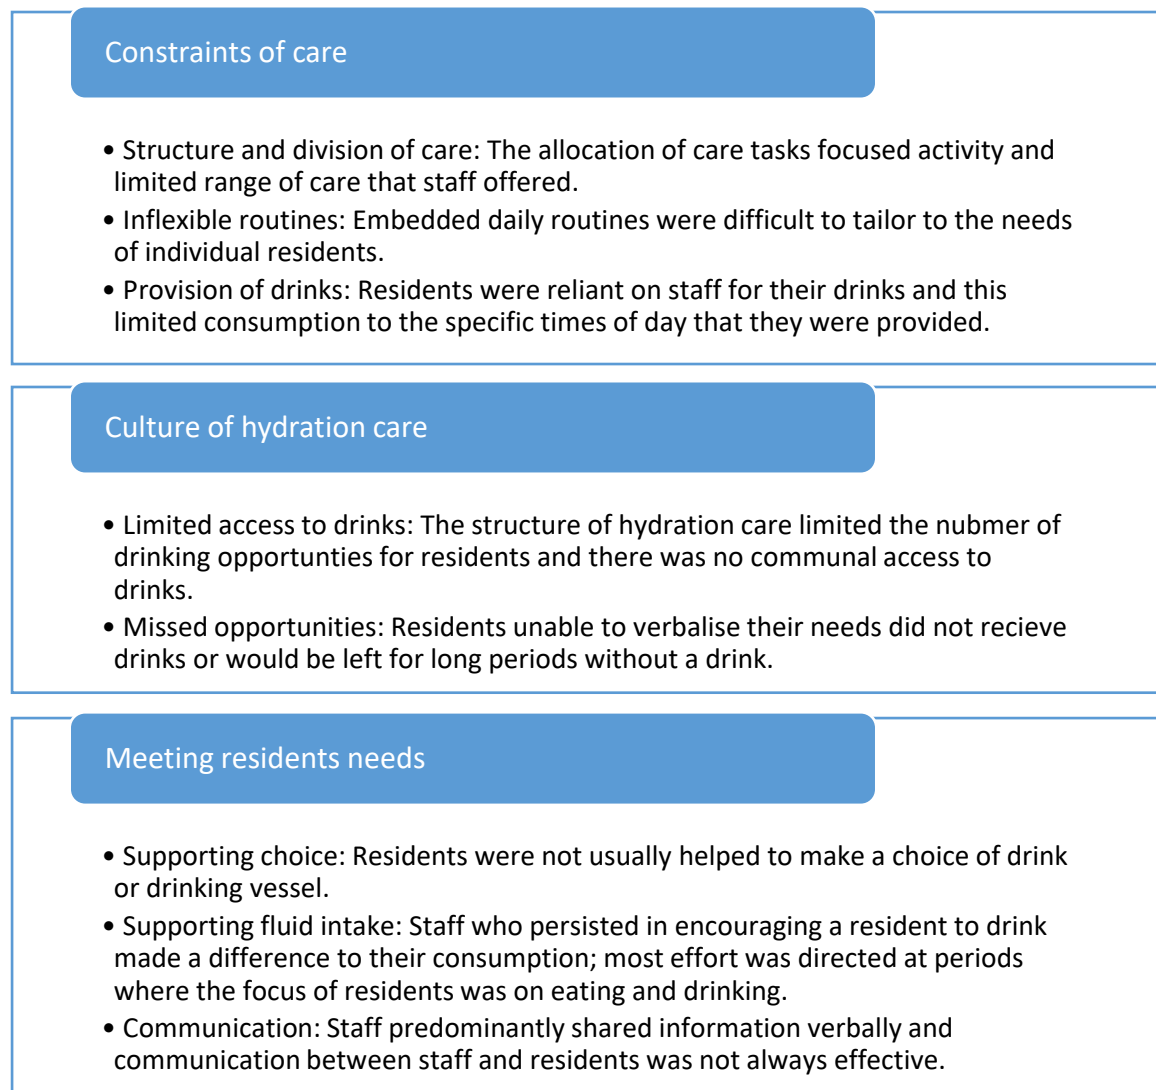 Constraints of care
• Structure and division of care: The allocation of care tasks focused activity and
limited range of care that staff offered.
• Inflexible routines: Embedded daily routines were difficult to tailor to the needs
of individual residents.
• Provision of drinks: Residents were reliant on staff for their drinks and this
limited consumption to the specific times of day that they were provided.
Culture of hydration care
• Limited access to drinks: The structure of hydration care limited the nubmer of
drinking opportunties for residents and there was no communal access to
drinks.
• Missed opportunities: Residents unable to verbalise their needs did not recieve
drinks or would be left for long periods without a drink.
Meeting residents needs
• Supporting choice: Residents were not usually helped to make a choice of drink
or drinking vessel.
• Supporting fluid intake: Staff who persisted in encouraging a resident to drink
made a difference to their consumption; most effort was directed at periods
where the focus of residents was on eating and drinking.
• Communication: Staff predominantly shared information verbally and
communication between staff and residents was not always effective.